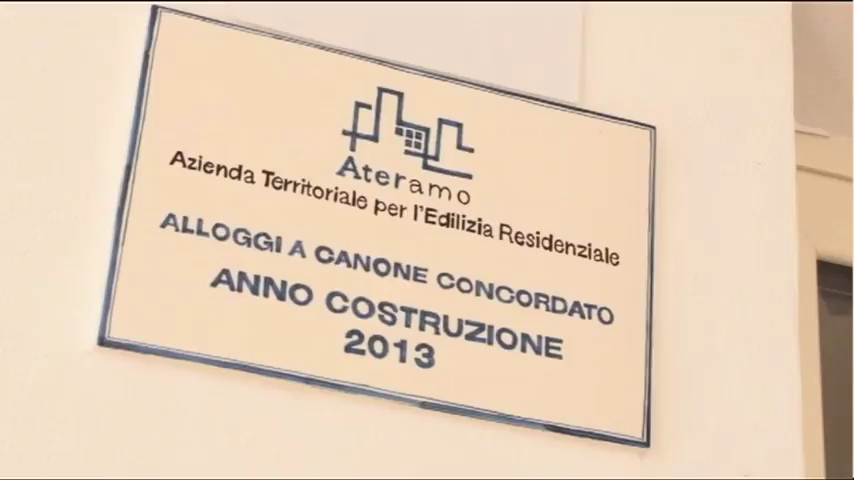 Ateramo
Azienda Territoriale per l'Edilizia Residenziale
ALLOGGI A CANONE CONCORDATO
ANNO COSTRUZIONE
2013